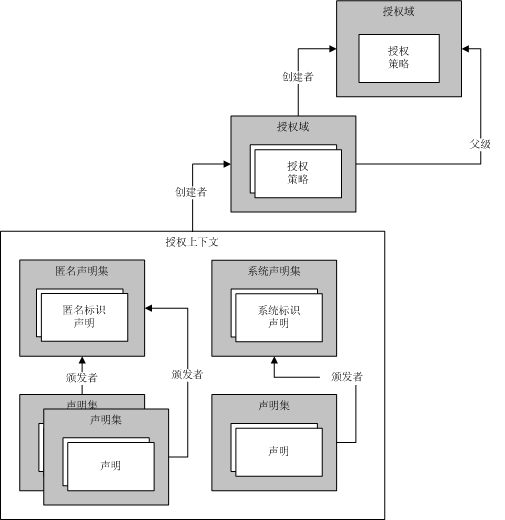 授权域
授权
策略
创建者
授权域
父级
授权
策略
创建者
授权上下文
匿名声明集
系统声明集
匿名标识
声明
系统标识
声明
颁发者
颁发者
颁发者
声明集
声明集
声明集
声明
声明